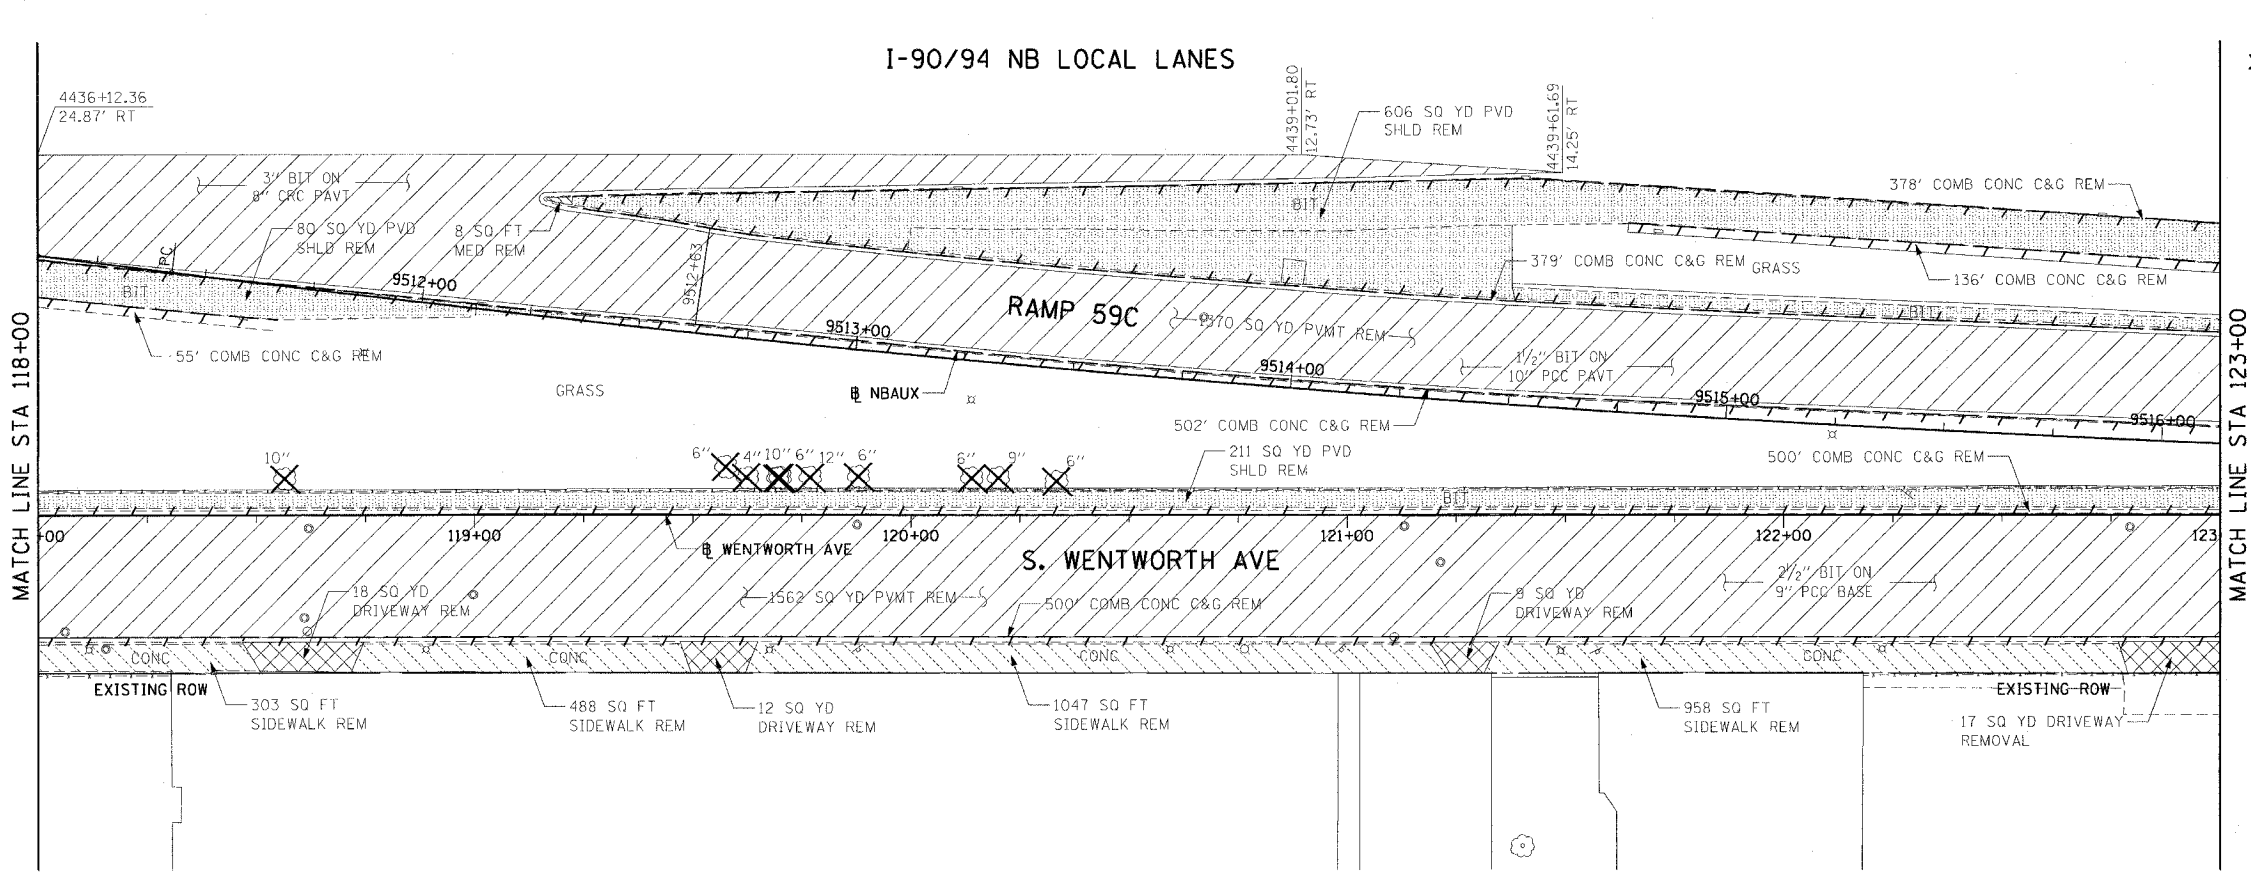 I-90/94 NB LOCAL LANES
4436+12.36
24.87' RT
4439+01.80
12.73' RT
4439+61.69
14.25' RT
606 SQ YD PVD
SHLD REM
3" BIT ON
8" CRC PAVT
378' COMB CONC C&G REM
BIT
80 SQ YD PVD
SHLD REM
8 SQ FT
MED REM
PC
9512+00
9512+63
379' COMB CONC C&G REM
GRASS
136' COMB CONC C&G REM
BIT
RAMP 59C
1370 SQ YD PVMT REM
BIT
9513+00
55' COMB CONC C&G REM
1 1/2" BIT ON
10" PCC PAVT
9514+00
GRASS
℄ NBAUX
9515+00
9516+00
502' COMB CONC C&G REM
211 SQ YD PVD
SHLD REM
500' COMB CONC C&G REM
10"
6"
4"
10"
6"
12"
6"
6"
9"
6"
BIT
MATCH LINE STA 118+00
MATCH LINE STA 123+00
+00
119+00
120+00
121+00
122+00
123
℄ WENTWORTH AVE
S. WENTWORTH AVE
2 1/2" BIT ON
9" PCC BASE
18 SQ YD
DRIVEWAY REM
1562 SQ YD PVMT REM
500' COMB CONC C&G REM
9 SQ YD
DRIVEWAY REM
CONC
CONC
CONC
CONC
EXISTING ROW
EXISTING ROW
303 SQ FT
SIDEWALK REM
488 SQ FT
SIDEWALK REM
12 SQ YD
DRIVEWAY REM
1047 SQ FT
SIDEWALK REM
958 SQ FT
SIDEWALK REM
17 SQ YD DRIVEWAY
REMOVAL